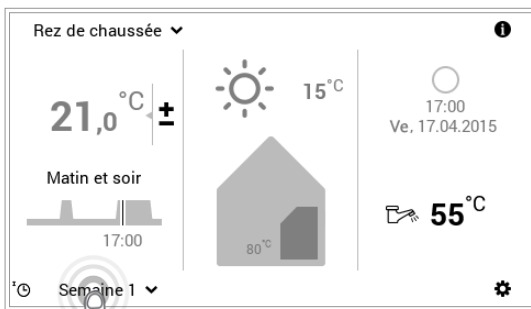 Rez de chaussée
21,0 °C ±
15°C
17:00
Ve, 17.04.2015
Matin et soir
17:00
80°C
55°C
Semaine 1